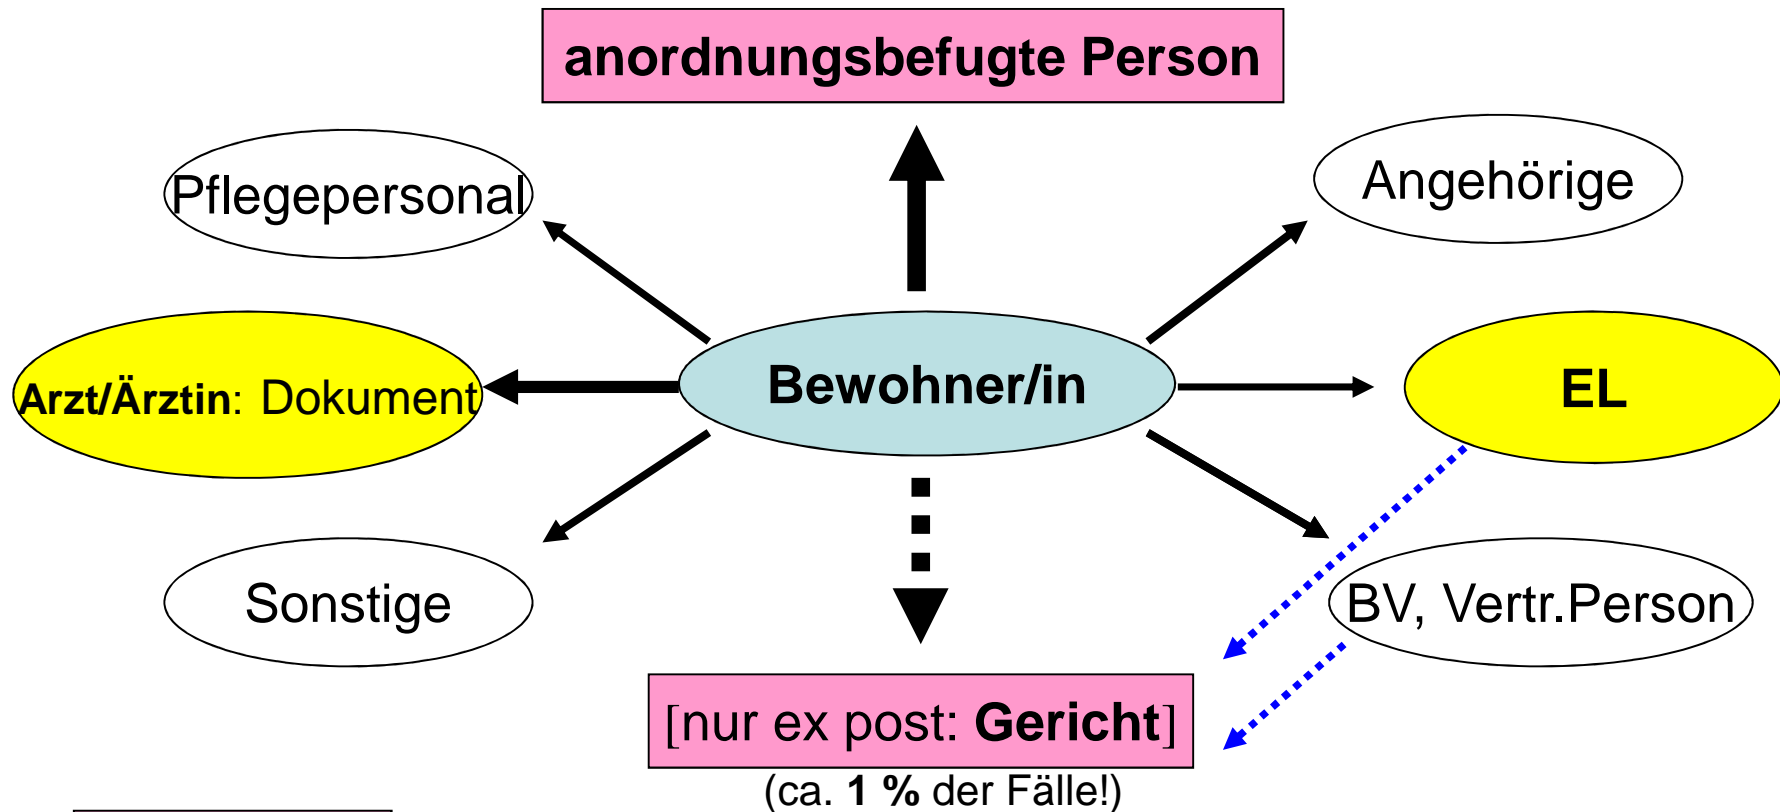 anordnungsbefugte Person
Pflegepersonal
Angehörige
Arzt/Ärztin: Dokument
Bewohner/in
EL
Sonstige
BV, Vertr.Person
[nur ex post: Gericht]
(ca. 1 % der Fälle!)